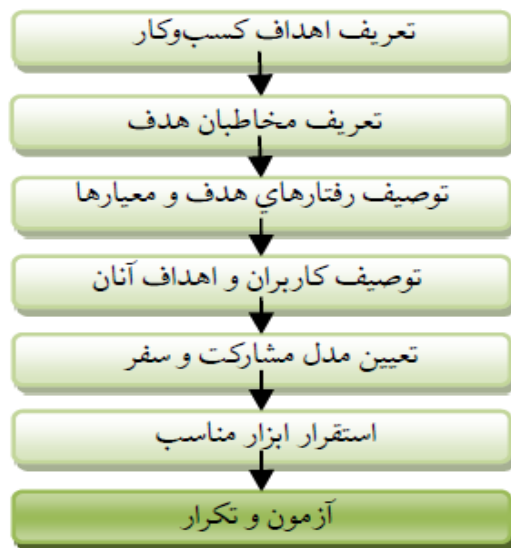 تعریف اهداف کسب‌وکار
تعریف مخاطبان هدف
توصیف رفتارهاي هدف و معیارها
توصیف کاربران و اهداف آنان
تعیین مدل مشارکت و سفر
استقرار ابزار مناسب
آزمون و تکرار